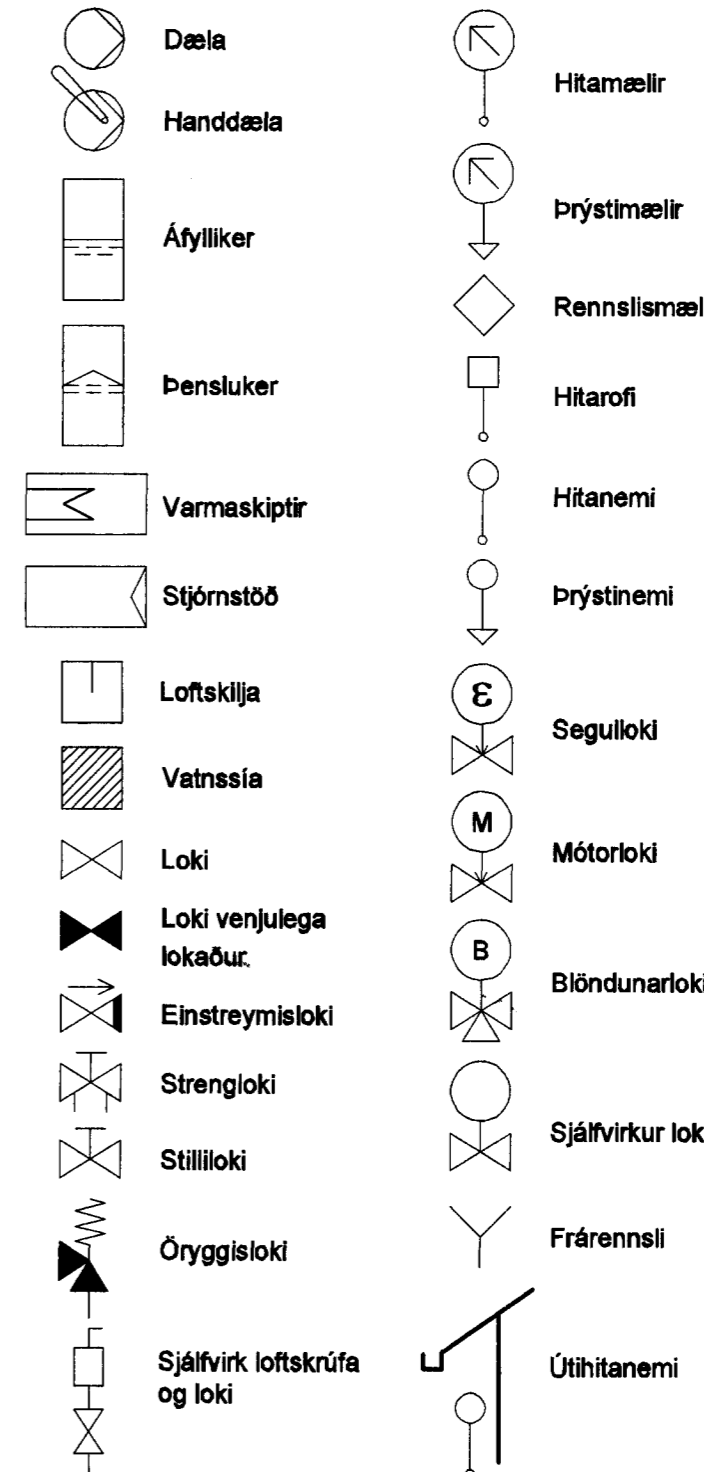 Dæla
Handdæla
Áfylliker
Þensluker
Varmaskiptir
Stjórnstöð
Loftskilja
Vatnssía
Loki
Loki venjulega
lokaður.
Einstreymisloki
Strengloki
Stilliloki
Öryggisloki
Sjálfvirk loftskrúfa
og loki
Hitamælir
Þrýstimælir
Rennslismæl
Hitarofi
Hitanemi
Þrýstinemi
ε
Segulloki
M
Mótorloki
B
Blöndunarloki
Sjálfvirkur lok
Frárennsli
Útihitanemi